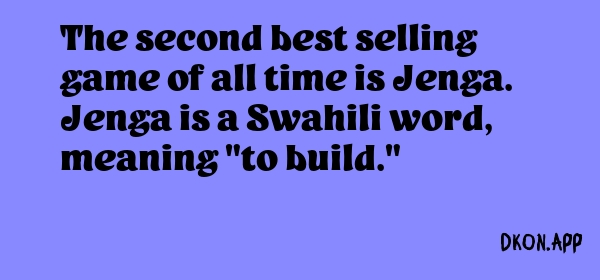 The second best selling
game of all time is Jenga.
Jenga is a Swahili word,
meaning "to build."
DKON.APP